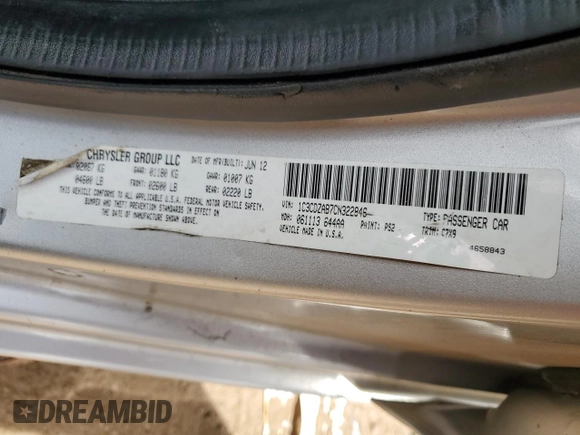 CHRYSLER GROUP LLC DATE OF MFR(BUILT): JUN 12
02087 KG GAWR: 01180 KG GAWR: 01007 KG
04600 LB FRONT: 02600 LB REAR: 02220 LB
THIS VEHICLE CONFORMS TO ALL APPLICABLE U.S.A. FEDERAL MOTOR VEHICLE SAFETY,
BUMPER AND THEFT PREVENTION STANDARDS IN EFFECT ON THE
DATE OF MANUFACTURE SHOWN ABOVE.
VIN: 1C3CDZAB7CN322846 TYPE: PASSENGER CAR
MDH: 061113 644AA PAINT: PS2 TRIM: C7X9
VEHICLE MADE IN U.S.A. 4658843
DREAMBID